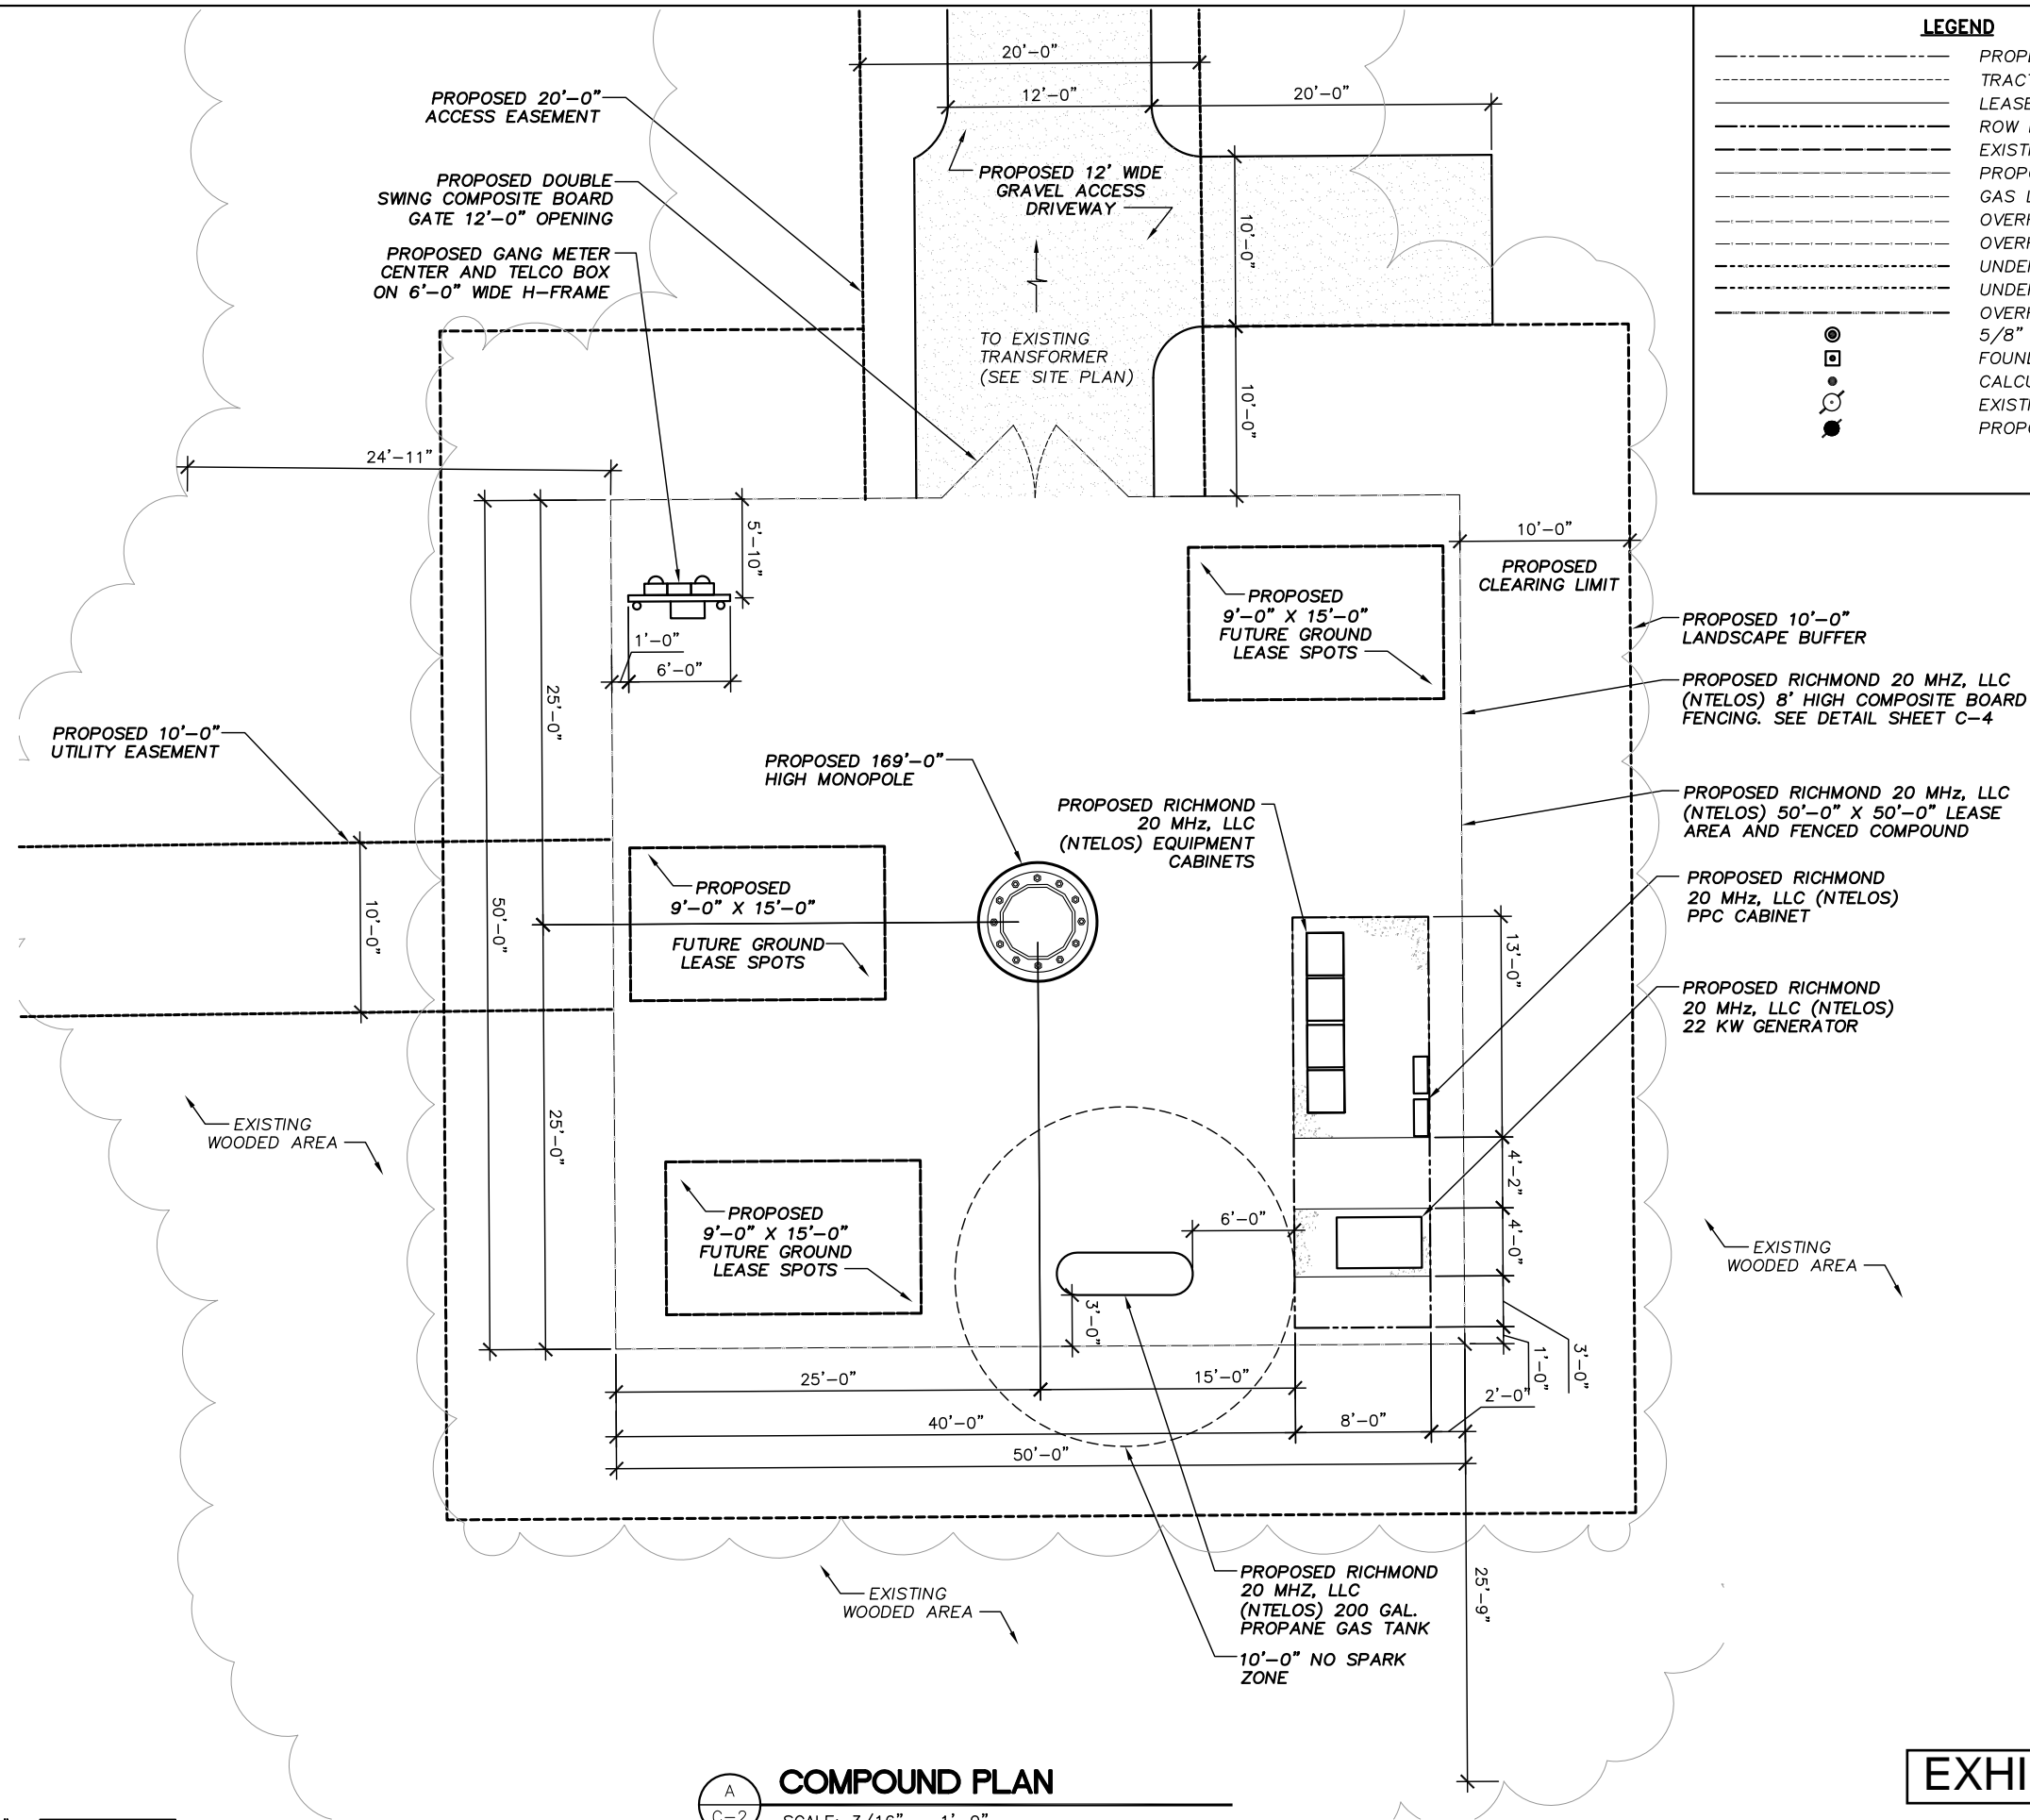 LEGEND
5/8"
20'-0"
12'-0"
20'-0"
PROPOSED 20'-0"
ACCESS EASEMENT
PROPOSED DOUBLE
SWING COMPOSITE BOARD
GATE 12'-0" OPENING
PROPOSED GANG METER
CENTER AND TELCO BOX
ON 6'-0" WIDE H-FRAME
PROPOSED 12' WIDE
GRAVEL ACCESS
DRIVEWAY
10'-0"
TO EXISTING
TRANSFORMER
(SEE SITE PLAN)
10'-0"
24'-11"
5'-10"
1'-0"
6'-0"
25'-0"
10'-0"
PROPOSED
CLEARING LIMIT
PROPOSED
9'-0" X 15'-0"
FUTURE GROUND
LEASE SPOTS
PROPOSED 10'-0"
LANDSCAPE BUFFER
PROPOSED RICHMOND 20 MHZ, LLC
(NTELOS) 8' HIGH COMPOSITE BOARD
FENCING. SEE DETAIL SHEET C-4
PROPOSED 10'-0"
UTILITY EASEMENT
PROPOSED 169'-0"
HIGH MONOPOLE
PROPOSED RICHMOND
20 MHz, LLC
(NTELOS) EQUIPMENT
CABINETS
PROPOSED RICHMOND 20 MHz, LLC
(NTELOS) 50'-0" X 50'-0" LEASE
AREA AND FENCED COMPOUND
PROPOSED RICHMOND
20 MHz, LLC (NTELOS)
PPC CABINET
10'-0"
50'-0"
PROPOSED
9'-0" X 15'-0"
FUTURE GROUND
LEASE SPOTS
13'-0"
PROPOSED RICHMOND
20 MHz, LLC (NTELOS)
22 KW GENERATOR
EXISTING
WOODED AREA
25'-0"
4'-2"
4'-0"
PROPOSED
9'-0" X 15'-0"
FUTURE GROUND
LEASE SPOTS
6'-0"
3'-0"
EXISTING
WOODED AREA
3'-0"
1'-0"
2'-0"
25'-0"
15'-0"
40'-0"
8'-0"
50'-0"
25'-9"
EXISTING
WOODED AREA
PROPOSED RICHMOND
20 MHZ, LLC
(NTELOS) 200 GAL.
PROPANE GAS TANK
10'-0" NO SPARK
ZONE
A
C-2
COMPOUND PLAN